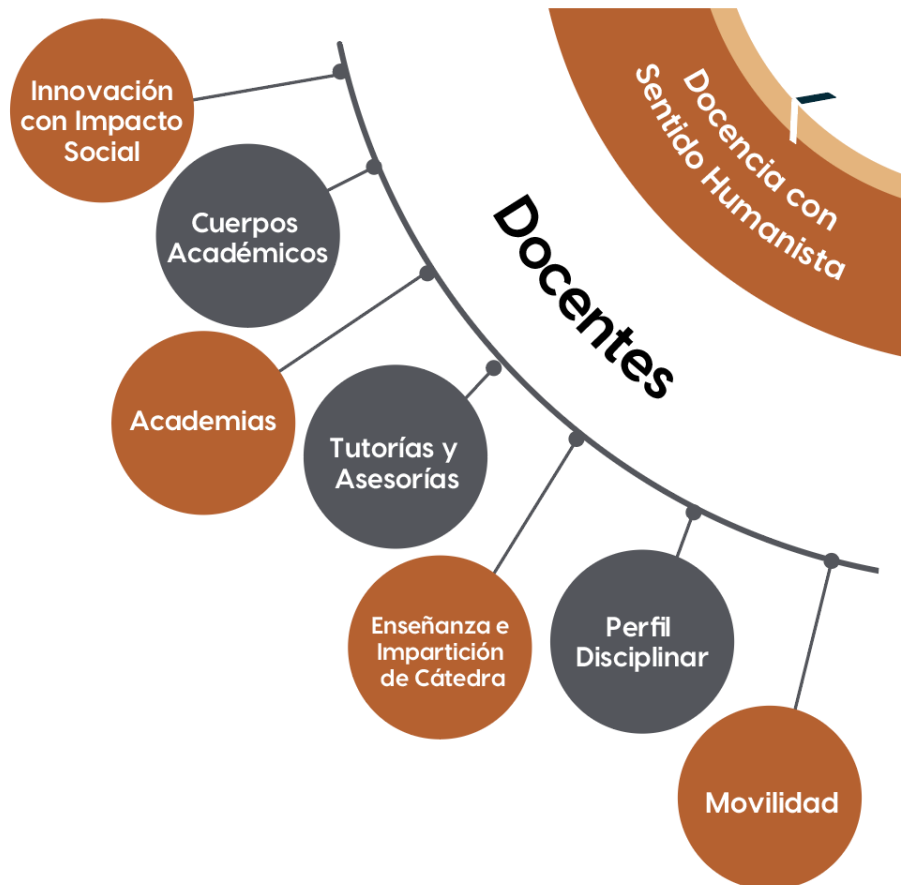 Innovación
con Impacto
Social
Cuerpos
Académicos
Academias
Tutorías y
Asesorías
Enseñanza e
Impartición
de Cátedra
Perfil
Disciplinar
Movilidad
Docentes
Docencia con
Sentido Humanista